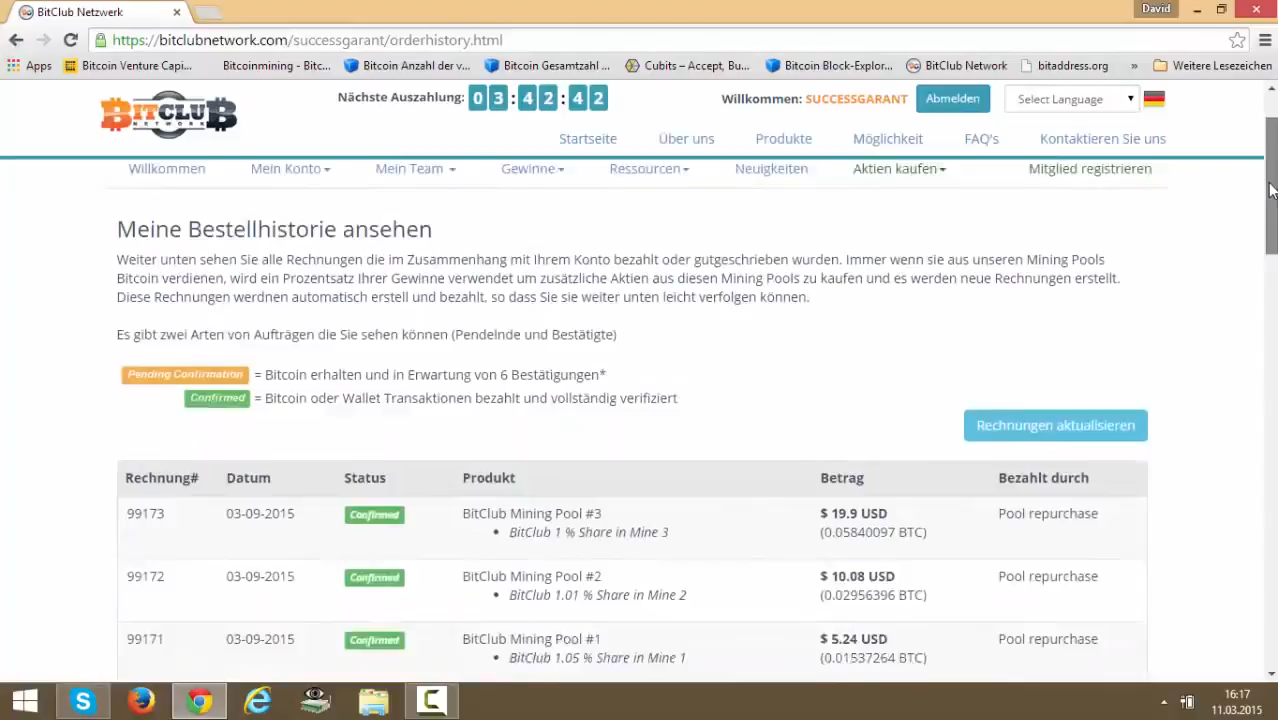 BitClub Netzwerk
David
https://bitclubnetwork.com/successgarant/orderhistory.html
Apps Bitcoin Venture Capi... Bitcoinmining - Bitc... Bitcoin Anzahl der v... Bitcoin Gesamtzahl ... Cubits – Accept, Bu... Bitcoin Block-Explor... BitClub Network bitaddress.org » Weitere Lesezeichen
BITCLUB NETWORK
Nächste Auszahlung: 03:42:42
Willkommen: SUCCESSGARANT Abmelden Select Language
Startseite Über uns Produkte Möglichkeit FAQ's Kontaktieren Sie uns
Willkommen Mein Konto Mein Team Gewinne Ressourcen Neuigkeiten Aktien kaufen Mitglied registrieren
Meine Bestellhistorie ansehen
Weiter unten sehen Sie alle Rechnungen die im Zusammenhang mit Ihrem Konto bezahlt oder gutgeschrieben wurden. Immer wenn sie aus unseren Mining Pools
Bitcoin verdienen, wird ein Prozentsatz Ihrer Gewinne verwendet um zusätzliche Aktien aus diesen Mining Pools zu kaufen und es werden neue Rechnungen erstellt.
Diese Rechnungen werdnen automatisch erstell und bezahlt, so dass Sie sie weiter unten leicht verfolgen können.
Es gibt zwei Arten von Aufträgen die Sie sehen können (Pendelnde und Bestätigte)
Pending Confirmation = Bitcoin erhalten und in Erwartung von 6 Bestätigungen*
Confirmed = Bitcoin oder Wallet Transaktionen bezahlt und vollständig verifiziert
Rechnungen aktualisieren
Rechnung# Datum Status Produkt Betrag Bezahlt durch
99173 03-09-2015 Confirmed BitClub Mining Pool #3 $ 19.9 USD Pool repurchase
• BitClub 1 % Share in Mine 3 (0.05840097 BTC)
99172 03-09-2015 Confirmed BitClub Mining Pool #2 $ 10.08 USD Pool repurchase
• BitClub 1.01 % Share in Mine 2 (0.02956396 BTC)
99171 03-09-2015 Confirmed BitClub Mining Pool #1 $ 5.24 USD Pool repurchase
• BitClub 1.05 % Share in Mine 1 (0.01537264 BTC)
16:17
11.03.2015